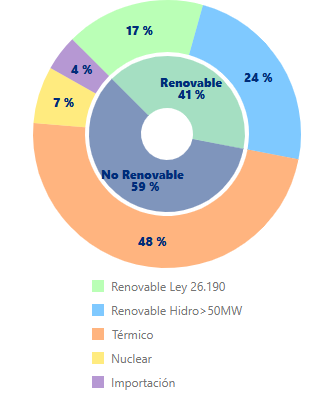 17 %
24 %
4 %
Renovable
41 %
7 %
No Renovable
59 %
48 %
Renovable Ley 26.190
Renovable Hidro>50MW
Térmico
Nuclear
Importación